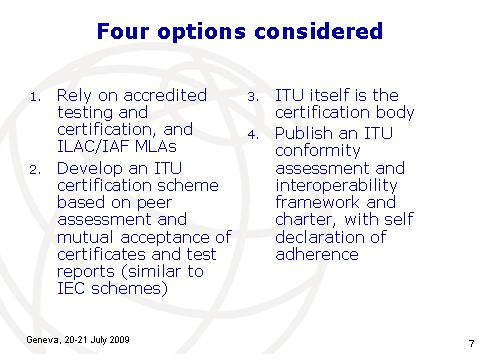 Four options considered
1. Rely on accredited
testing and
certification, and
ILAC/IAF MLAs
2. Develop an ITU
certification scheme
based on peer
assessment and
mutual acceptance of
certificates and test
reports (similar to
IEC schemes)
3. ITU itself is the
certification body
4. Publish an ITU
conformity
assessment and
interoperability
framework and
charter, with self
declaration of
adherence
Geneva, 20-21 July 2009
7